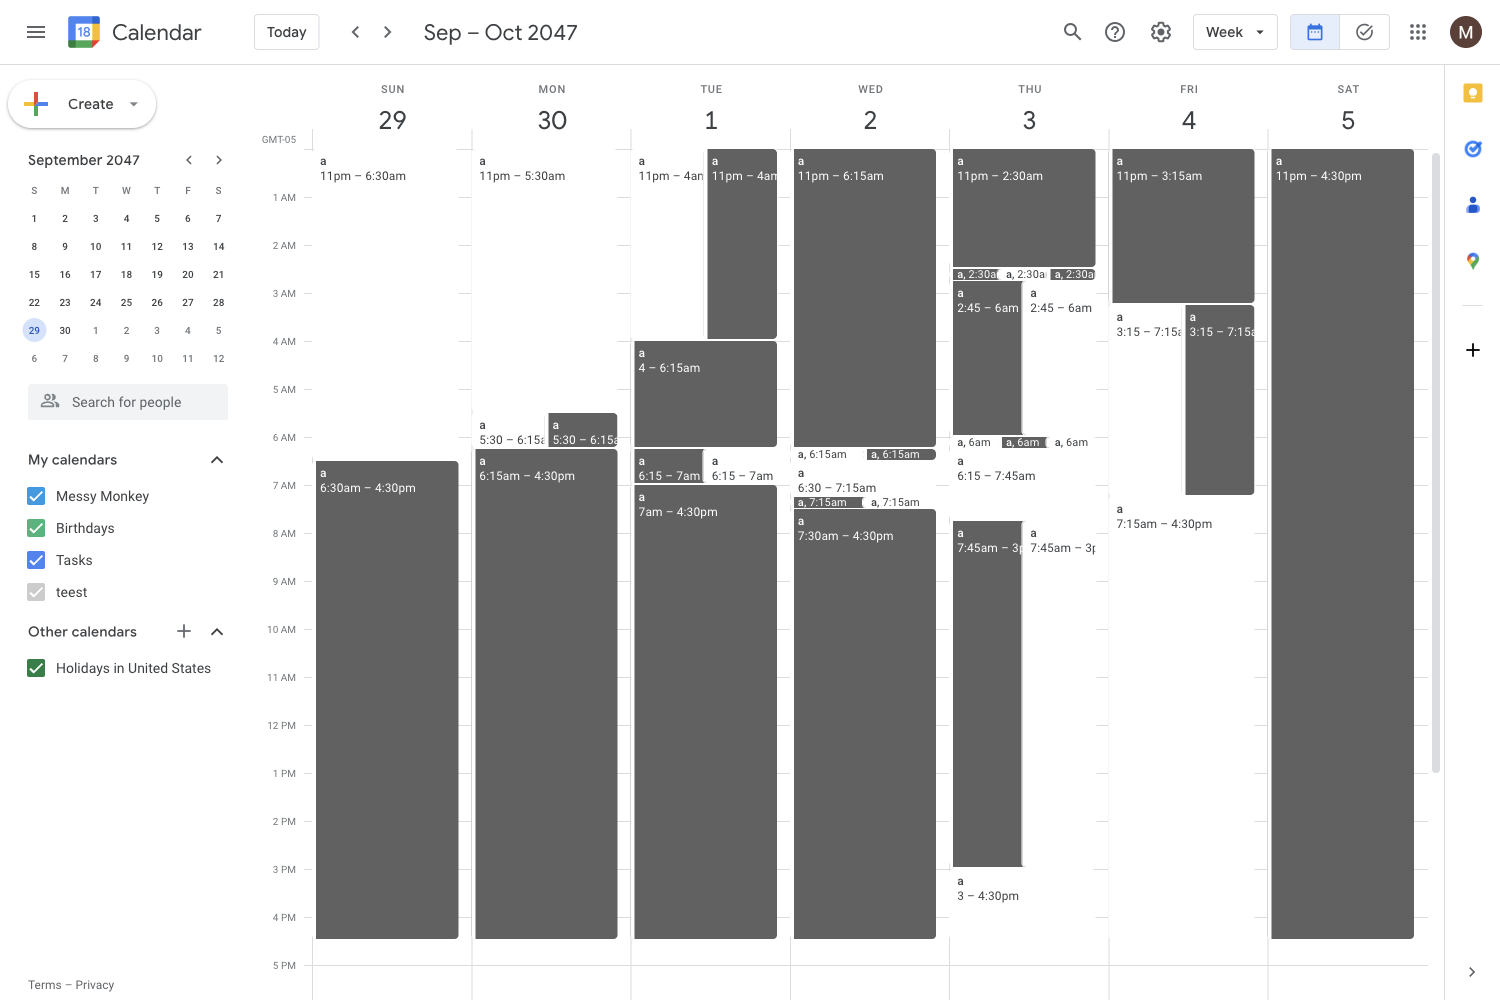 18 Calendar Today Sep – Oct 2047 Week M
Create
September 2047
S M T W T F S
1 2 3 4 5 6 7
8 9 10 11 12 13 14
15 16 17 18 19 20 21
22 23 24 25 26 27 28
29 30 1 2 3 4 5
6 7 8 9 10 11 12
Search for people
My calendars
Messy Monkey
Birthdays
Tasks
teest
Other calendars
Holidays in United States
Terms – Privacy
SUN MON TUE WED THU FRI SAT
29 30 1 2 3 4 5
GMT-05
1 AM
2 AM
3 AM
4 AM
5 AM
6 AM
7 AM
8 AM
9 AM
10 AM
11 AM
12 PM
1 PM
2 PM
3 PM
4 PM
5 PM
a
11pm – 6:30am
a
6:30am – 4:30pm
a
11pm – 5:30am
a
5:30 – 6:15a
a
5:30 – 6:15a
a
6:15am – 4:30pm
a
11pm – 4am
a
11pm – 4am
a
4 – 6:15am
a
6:15 – 7am
a
6:15 – 7am
a
7am – 4:30pm
a
11pm – 6:15am
a, 6:15am
a, 6:15am
a
6:30 – 7:15am
a, 7:15am
a, 7:15am
a
7:30am – 4:30pm
a
11pm – 2:30am
a, 2:30a
a, 2:30a
a, 2:30a
a
2:45 – 6am
a
2:45 – 6am
a, 6am
a, 6am
a, 6am
a
6:15 – 7:45am
a
7:45am – 3p
a
7:45am – 3p
a
3 – 4:30pm
a
11pm – 3:15am
a
3:15 – 7:15a
a
3:15 – 7:15a
a
7:15am – 4:30pm
a
11pm – 4:30pm